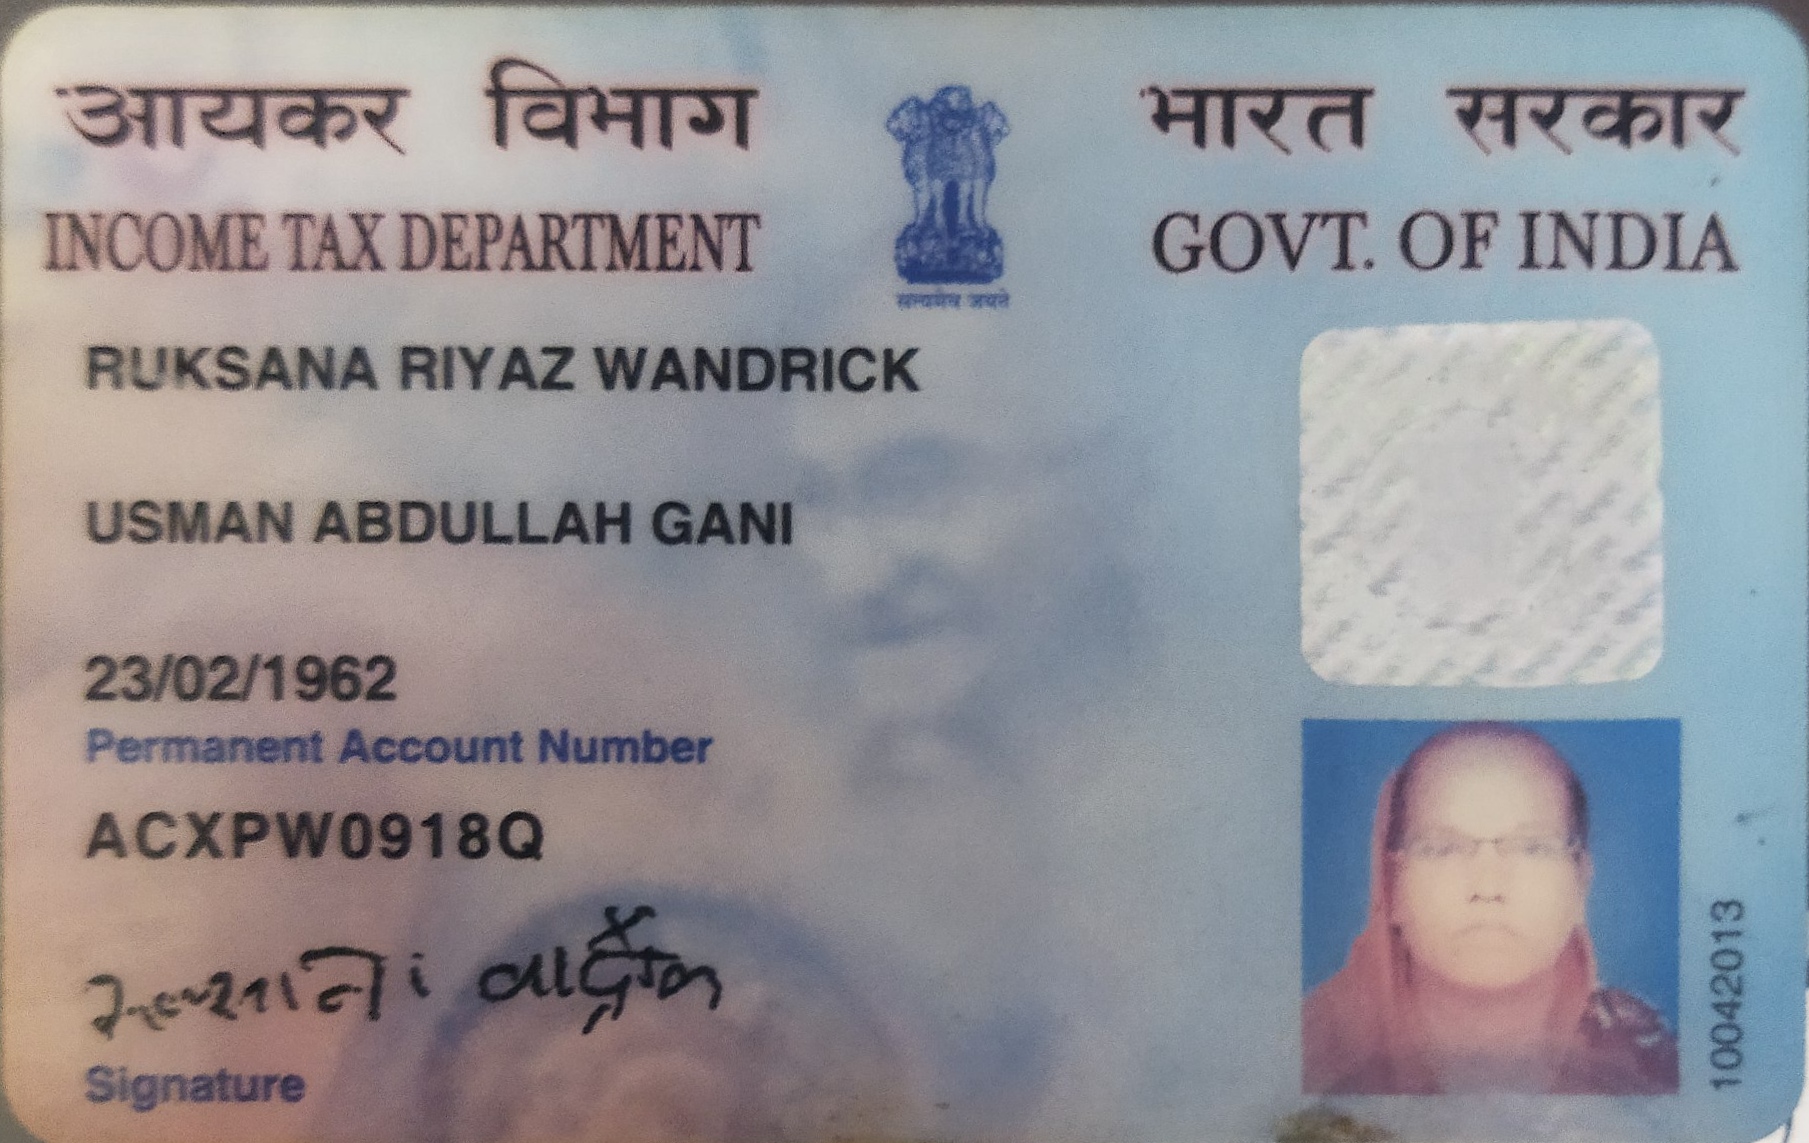 आयकर विभाग
INCOME TAX DEPARTMENT
सत्यमेव जयते
भारत सरकार
GOVT. OF INDIA
RUKSANA RIYAZ WANDRICK
USMAN ABDULLAH GANI
23/02/1962
Permanent Account Number
ACXPW0918Q
Signature
10042013